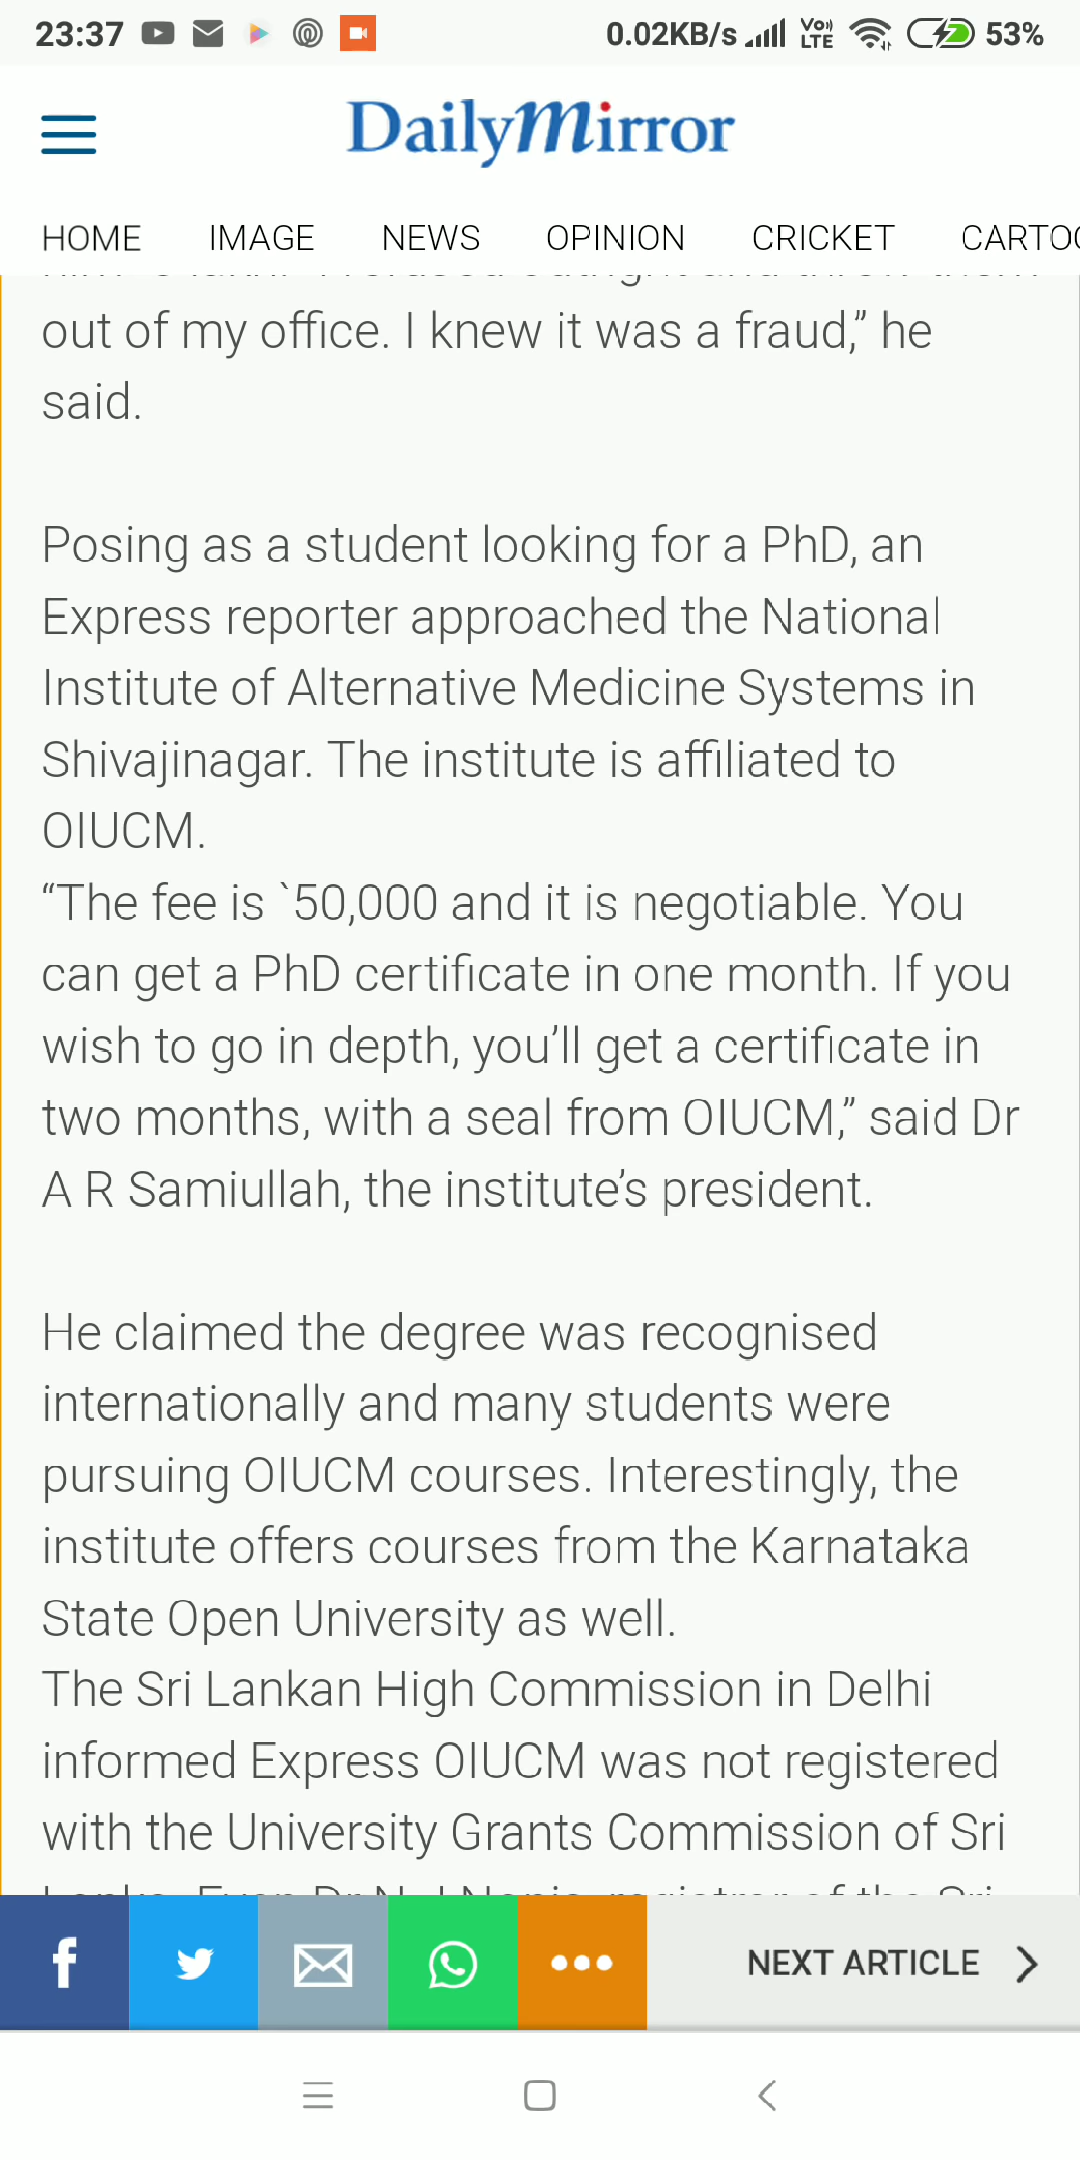 23:37 0.02KB/s Vo)) LTE 53%
DailyMirror
HOME IMAGE NEWS OPINION CRICKET CARTOO
out of my office. I knew it was a fraud,” he
said.
Posing as a student looking for a PhD, an
Express reporter approached the National
Institute of Alternative Medicine Systems in
Shivajinagar. The institute is affiliated to
OIUCM.
“The fee is `50,000 and it is negotiable. You
can get a PhD certificate in one month. If you
wish to go in depth, you’ll get a certificate in
two months, with a seal from OIUCM,” said Dr
A R Samiullah, the institute’s president.
He claimed the degree was recognised
internationally and many students were
pursuing OIUCM courses. Interestingly, the
institute offers courses from the Karnataka
State Open University as well.
The Sri Lankan High Commission in Delhi
informed Express OIUCM was not registered
with the University Grants Commission of Sri
NEXT ARTICLE